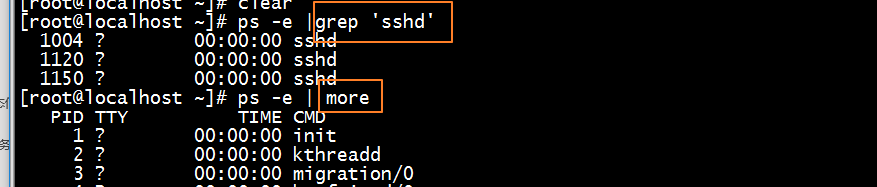 [root@localhost ~]# clear
[root@localhost ~]# ps -e |grep 'sshd'
1004 ? 00:00:00 sshd
1120 ? 00:00:00 sshd
1150 ? 00:00:00 sshd
[root@localhost ~]# ps -e | more
PID TTY TIME CMD
1 ? 00:00:00 init
2 ? 00:00:00 kthreadd
务
3 ? 00:00:00 migration/0